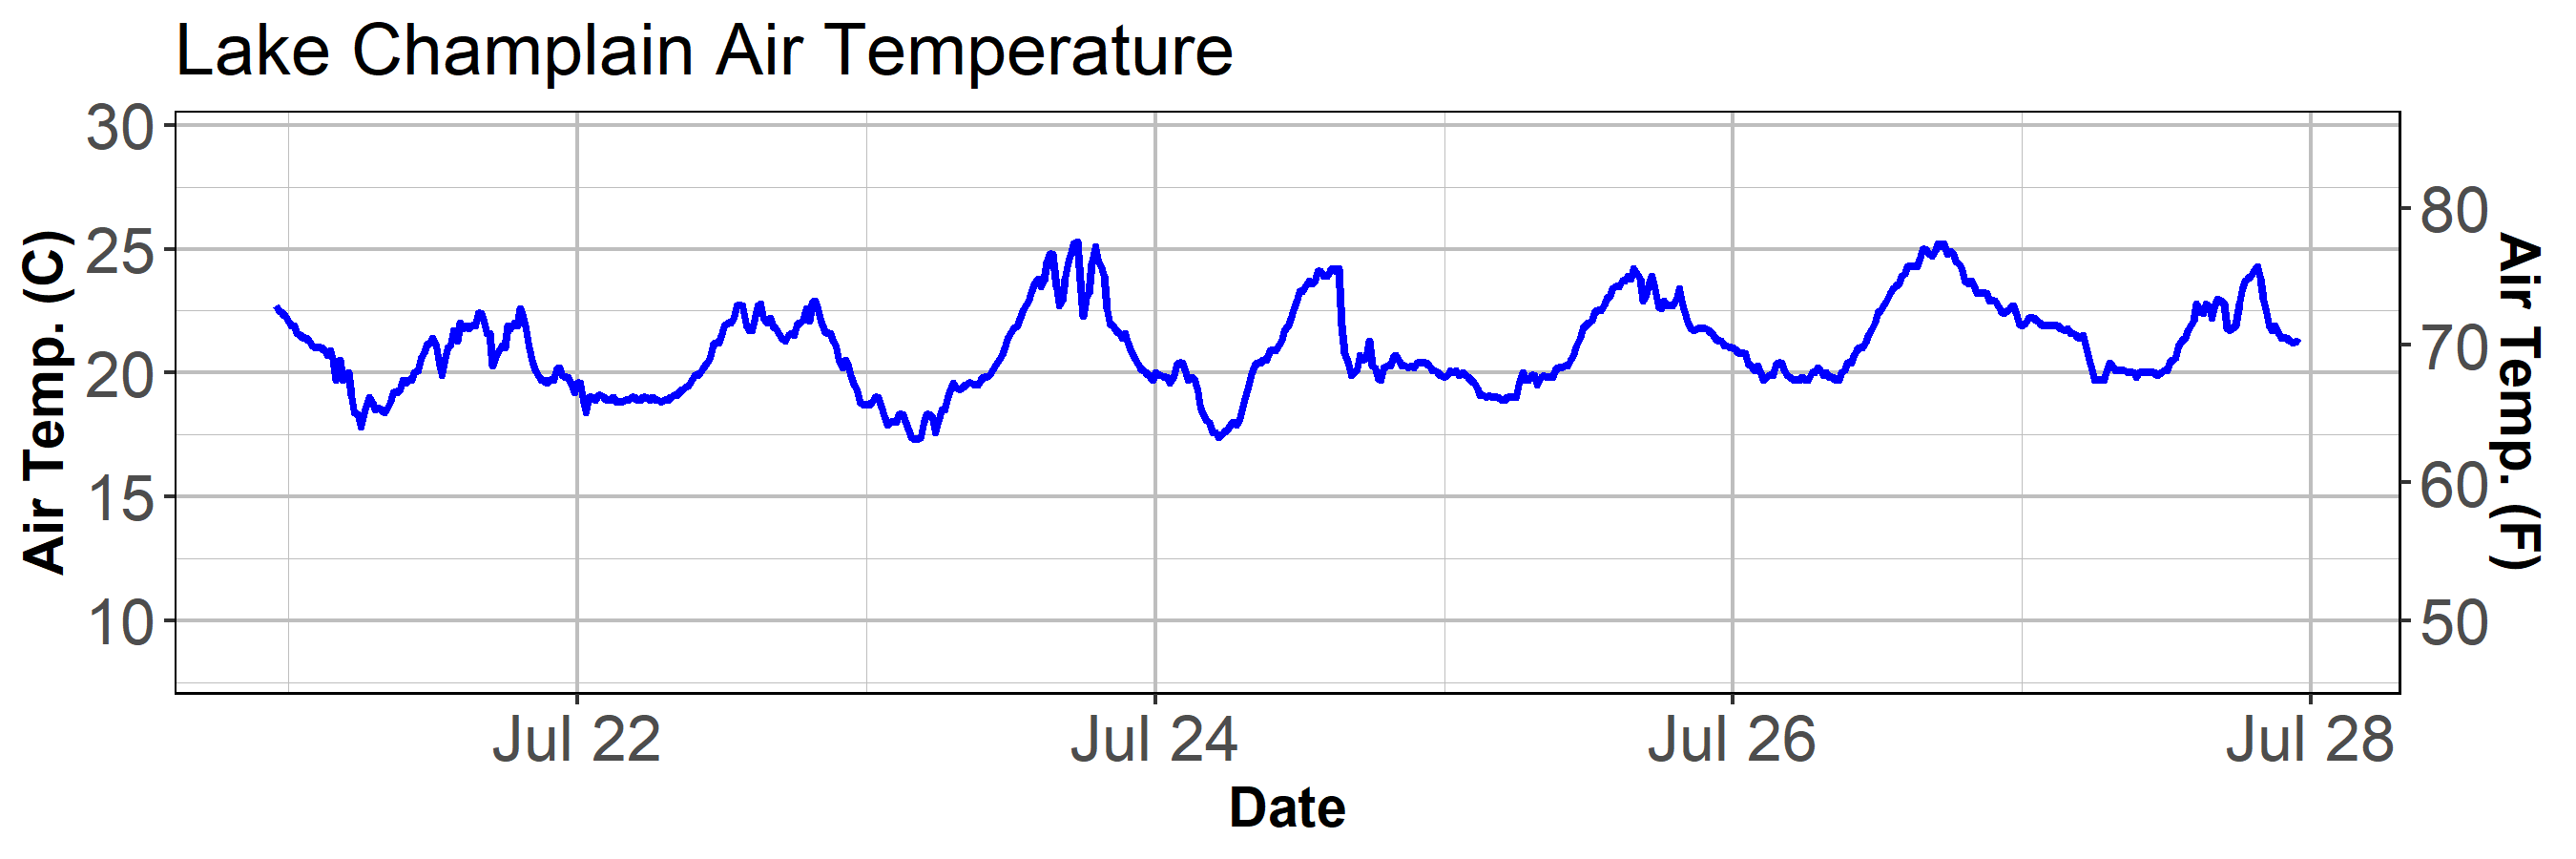 Lake Champlain Air Temperature
30
25
20
15
10
Air Temp. (C)
80
70
60
50
Air Temp. (F)
Jul 22 Jul 24 Jul 26 Jul 28
Date